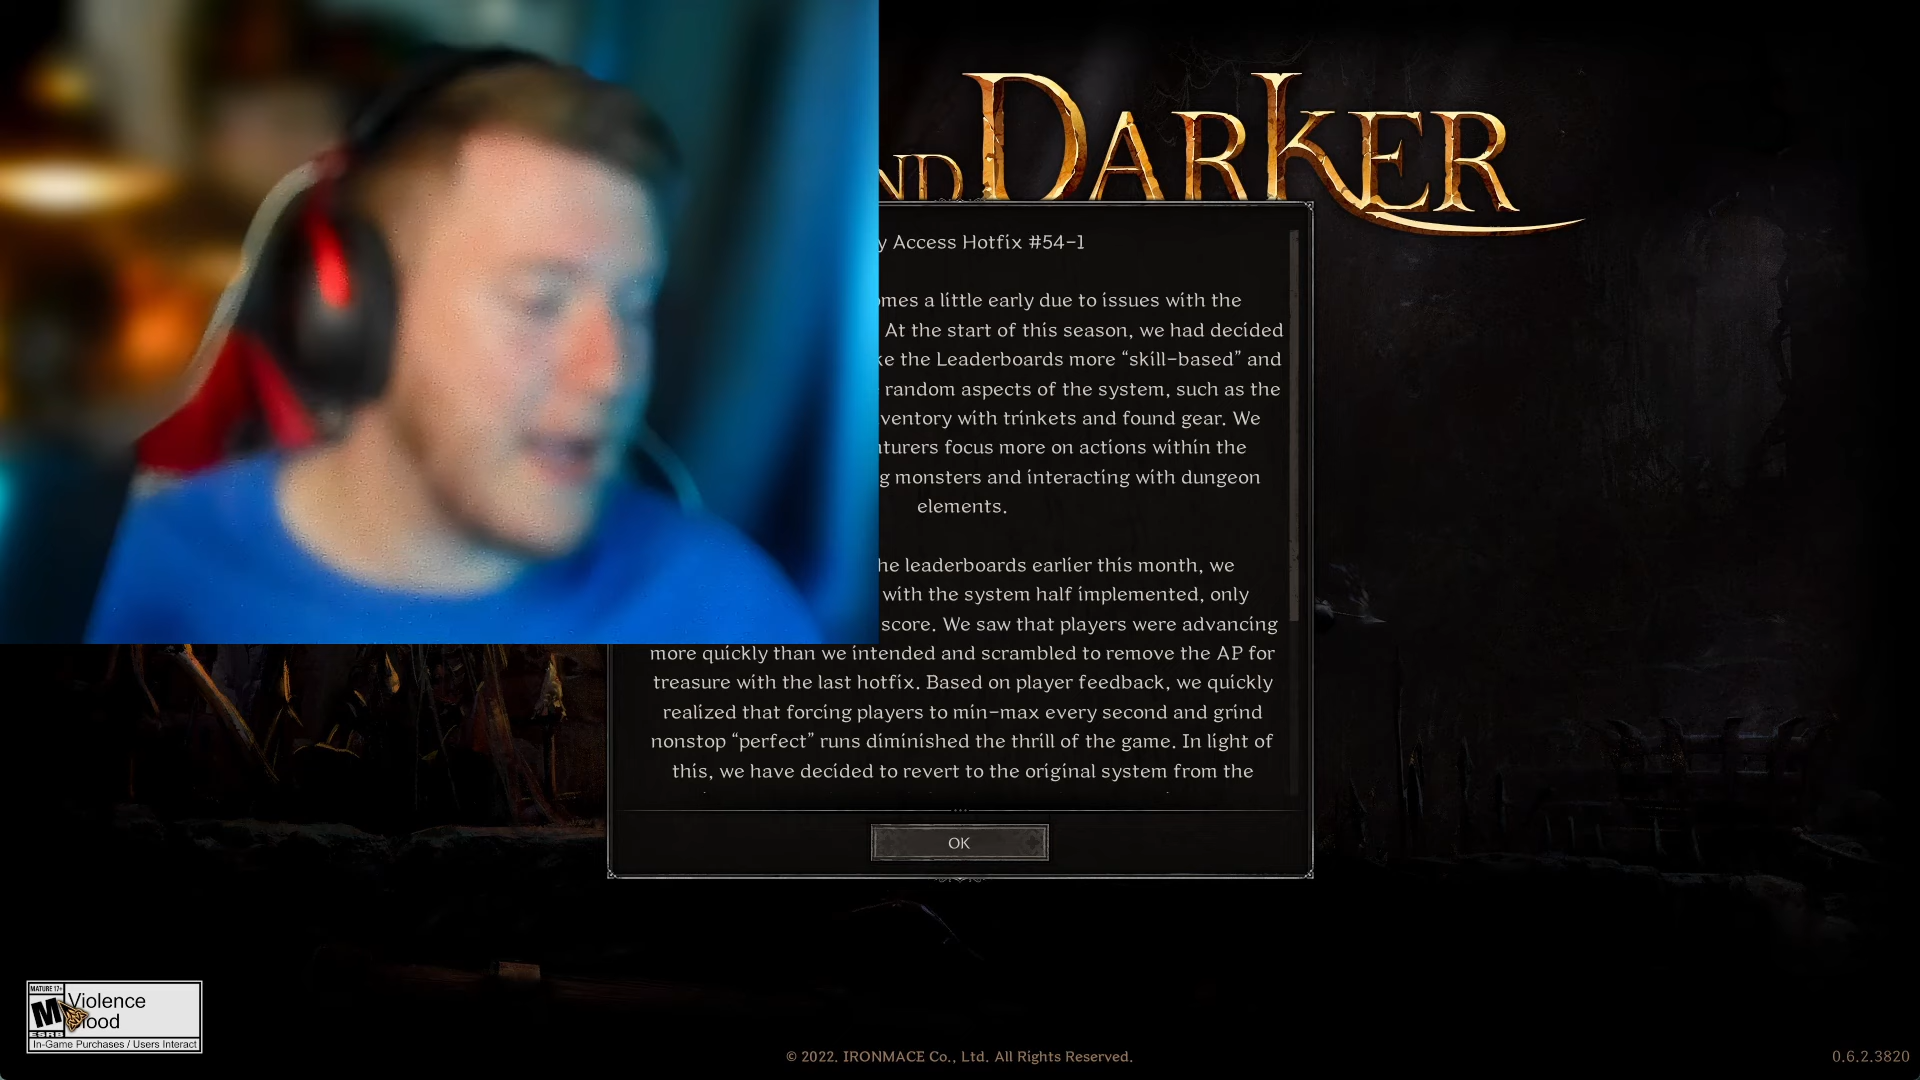 ND DARKER
Access Hotfix #54-1
a little early due to issues with the
At the start of this season, we had decided
the Leaderboards more “skill-based” and
random aspects of the system, such as the
with trinkets and found gear. We
focus more on actions within the
monsters and interacting with dungeon
elements.
leaderboards earlier this month, we
with the system half implemented, only
score. We saw that players were advancing
more quickly than we intended and scrambled to remove the AP for
treasure with the last hotfix. Based on player feedback, we quickly
realized that forcing players to min-max every second and grind
nonstop “perfect” runs diminished the thrill of the game. In light of
this, we have decided to revert to the original system from the
OK
MATURE 17+
M
ESRB
Violence
In-Game Purchases / Users Interact
© 2022. IRONMACE Co., Ltd. All Rights Reserved.
0.6.2.3820